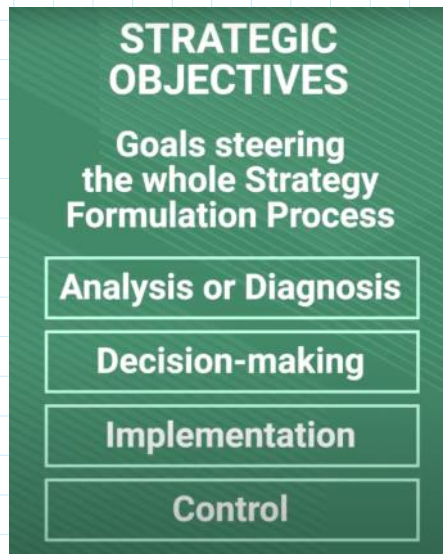 STRATEGIC
OBJECTIVES
Goals steering
the whole Strategy
Formulation Process
Analysis or Diagnosis
Decision-making
Implementation
Control